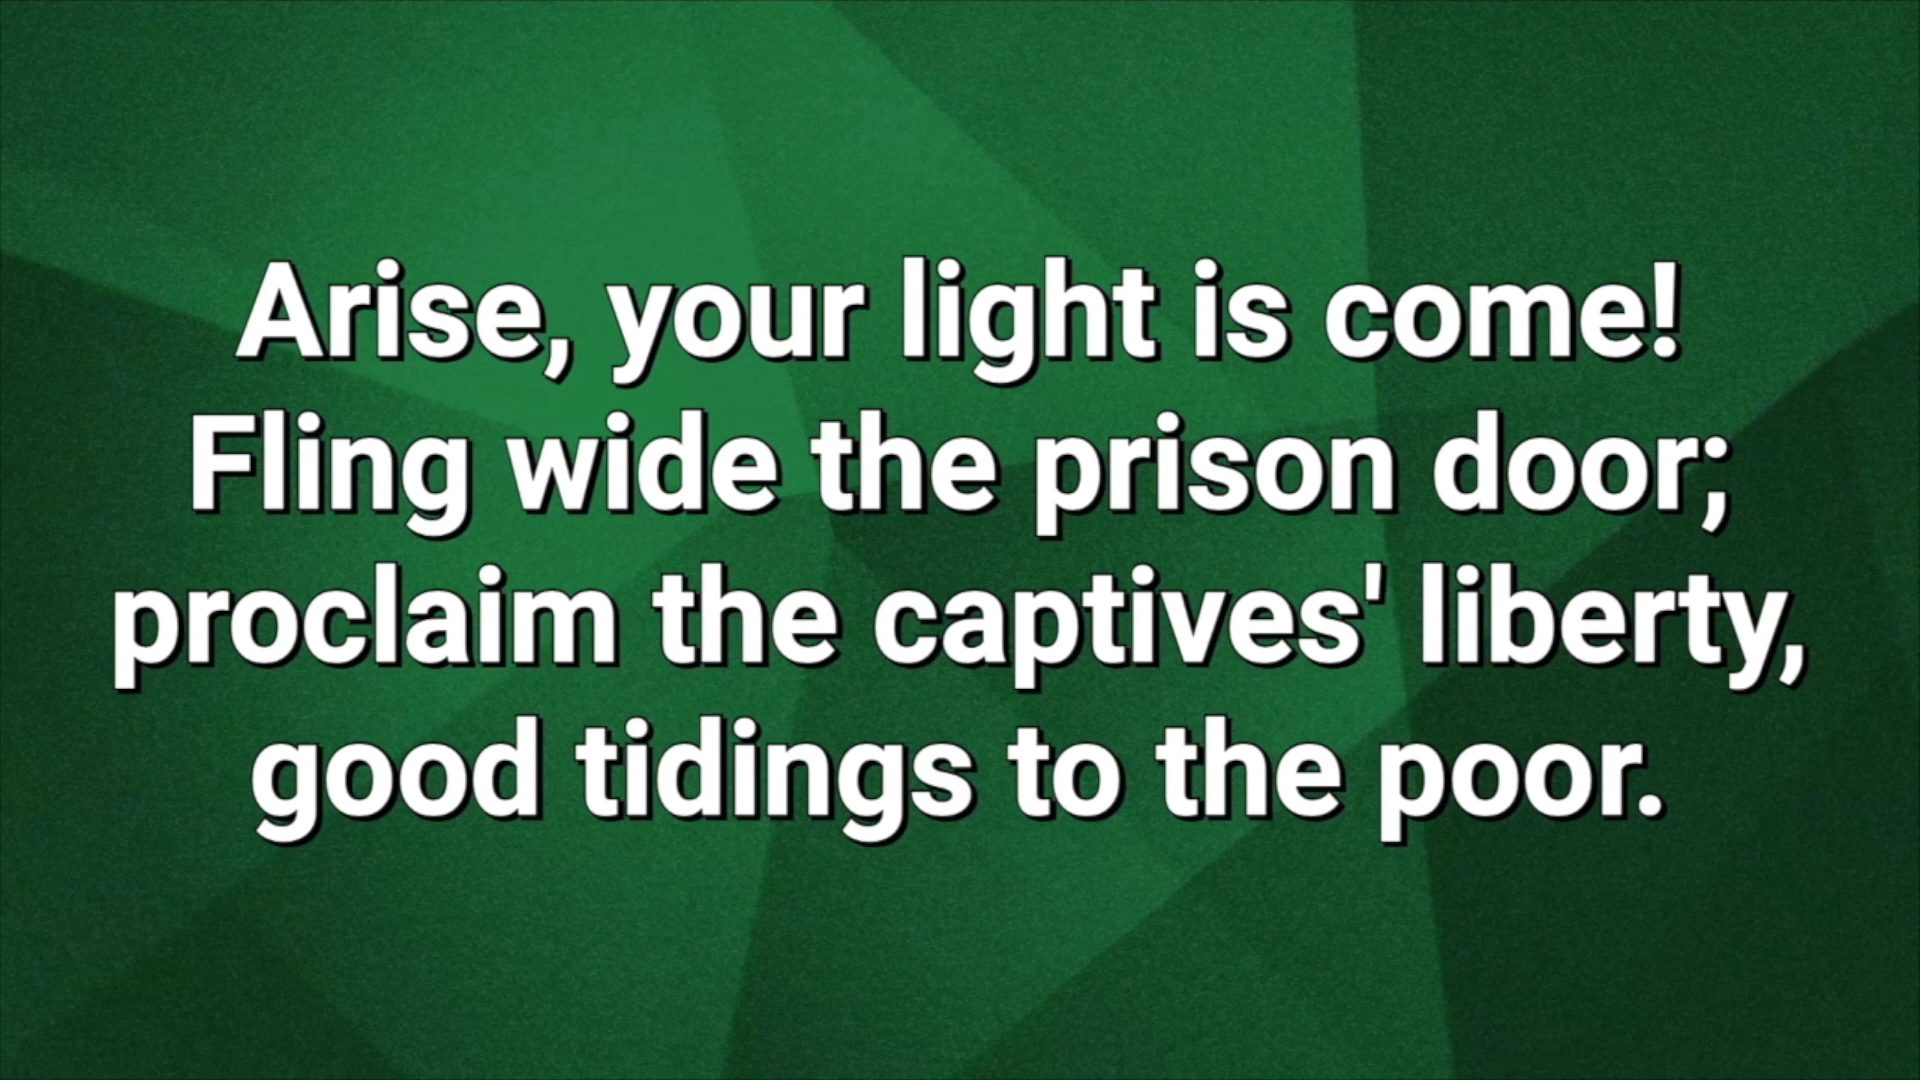 Arise, your light is come!
Fling wide the prison door;
proclaim the captives' liberty,
good tidings to the poor.